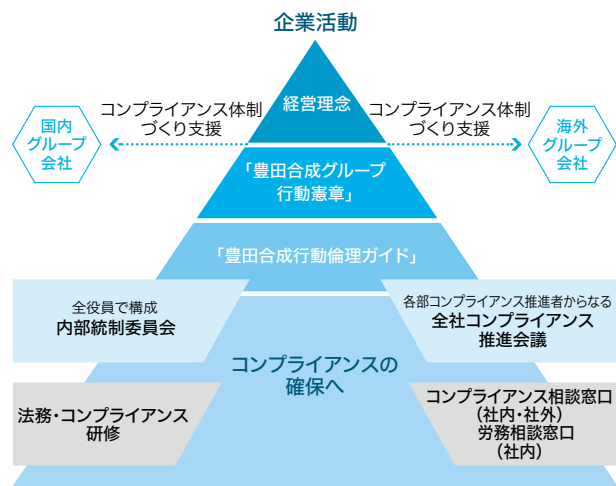 企業活動
経営理念
コンプライアンス体制
づくり支援
コンプライアンス体制
づくり支援
国内
グループ
会社
海外
グループ
会社
「豊田合成グループ
行動憲章」
「豊田合成行動倫理ガイド」
全役員で構成
内部統制委員会
各部コンプライアンス推進者からなる
全社コンプライアンス
推進会議
コンプライアンスの
確保へ
法務・コンプライアンス
研修
コンプライアンス相談窓口
(社内・社外)
労務相談窓口
(社内)